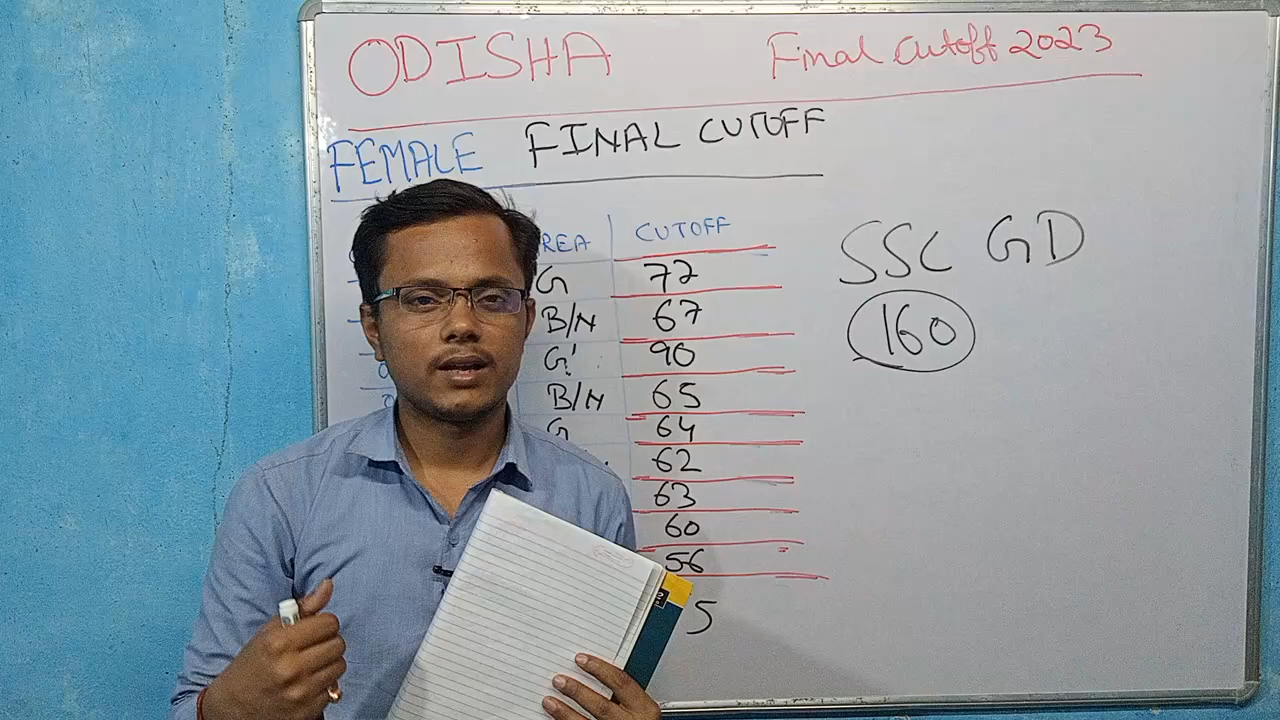 ODISHA Final Cutoff 2023
FEMALE FINAL CUTOFF
REA CUTOFF
G 72
B/N 67
G 90
B/N 65
G 64
62
63
60
56
5
SSC GD
160